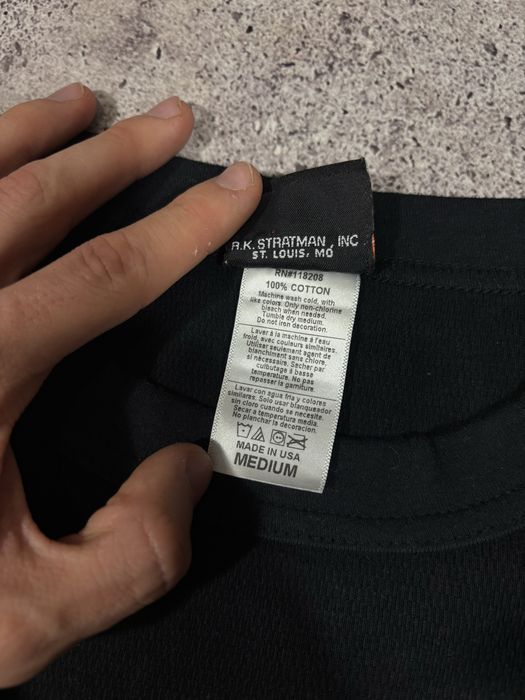 R.K. STRATMAN, INC
ST. LOUIS, MO
RN#118208
100% COTTON
Machine wash cold, with
like colors. Only non-chlorine
bleach when needed.
Tumble dry medium.
Do not iron decoration.
Laver à la machine à l'eau
froid, avec couleurs similaires.
Utiliser seulement agent de
blanchiment sans chlore,
si nécessaire. Sécher par
culbutage à basse
température. No pas
repasser la garniture.
Lavar con agua fria y colores
similares. Solo usar blanqueador
sin cloro cuando se necesite.
Secar a temperatura media.
No planchar la decoracion.
MADE IN USA
MEDIUM